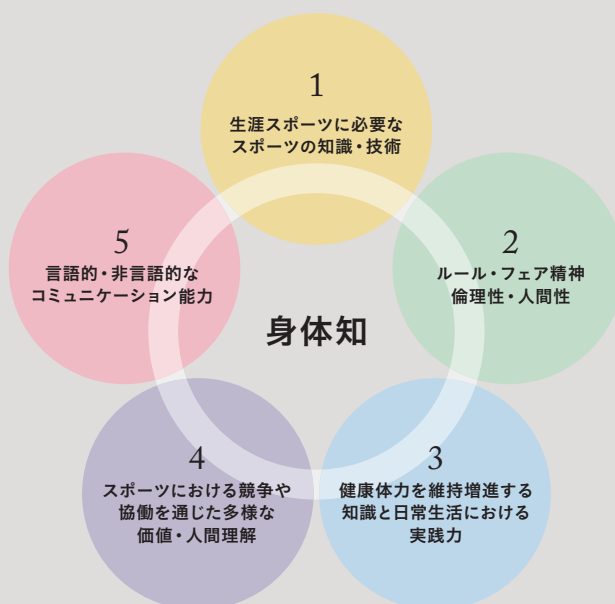 1
生涯スポーツに必要な
スポーツの知識・技術
2
ルール・フェア精神
倫理性・人間性
3
健康体力を維持増進する
知識と日常生活における
実践力
4
スポーツにおける競争や
協働を通じた多様な
価値・人間理解
5
言語的・非言語的な
コミュニケーション能力
身体知